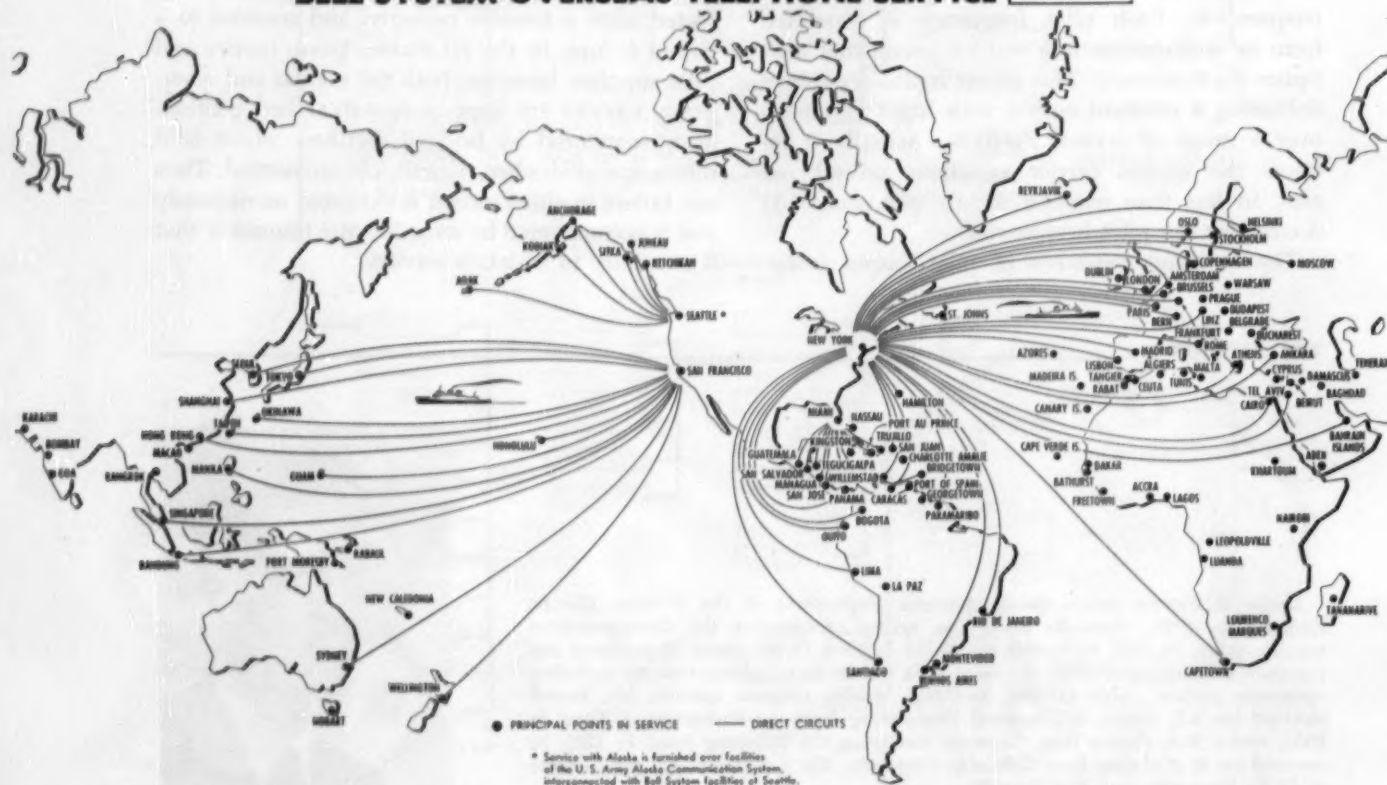 BELL SYSTEM OVERSEAS TELEPHONE SERVICE
REYKJAVIK
OSLO
HELSINKI
STOCKHOLM
COPENHAGEN
MOSCOW
DUBLIN
LONDON
AMSTERDAM
BRUSSELS
WARSAW
PRAGUE
PARIS
BERN
LINZ
BUDAPEST
BELGRADE
BUCHAREST
FRANKFURT
ROME
MADRID
LISBON
ALGIERS
MALTA
ATHENS
ANKARA
TANGIER
CEUTA
TUNIS
RABAT
CYPRUS
DAMASCUS
TEHERAN
TEL AVIV
BAGHDAD
CAIRO
BEIRUT
BAHRAIN
ISLANDS
AZORES
MADEIRA IS.
CANARY IS.
CAPE VERDE IS.
DAKAR
BATHURST
FREETOWN
ACCRA
LAGOS
KHARTOUM
ADEN
NAIROBI
LEOPOLDVILLE
LUANDA
TANANARIVE
LOURENCO
MARQUES
CAPETOWN
ANCHORAGE
KODIAK
JUNEAU
SITKA
KETCHIKAN
ADAK
SEATTLE *
SAN FRANCISCO
NEW YORK
ST. JOHNS
HAMILTON
MIAMI
NASSAU
PORT AU PRINCE
KINGSTON
TRUJILLO
SAN JUAN
CHARLOTTE AMALIE
GUATEMALA
TEGUCIGALPA
BRIDGETOWN
SAN SALVADOR
MANAGUA
WILLEMSTAD
PORT OF SPAIN
SAN JOSE
PANAMA
CARACAS
GEORGETOWN
PARAMARIBO
BOGOTA
QUITO
LIMA
LA PAZ
RIO DE JANEIRO
SANTIAGO
MONTEVIDEO
BUENOS AIRES
SEOUL
TOKYO
SHANGHAI
OKINAWA
TAIPEI
HONG KONG
MACAO
MANILA
GUAM
HONOLULU
KARACHI
BOMBAY
BANGKOK
SINGAPORE
BANDUNG
PORT MORESBY
RABAUL
NEW CALEDONIA
SYDNEY
WELLINGTON
HOBART
PRINCIPAL POINTS IN SERVICE
DIRECT CIRCUITS
* Service with Alaska is furnished over facilities
of the U. S. Army Alaska Communication System,
interconnected with Bell System facilities at Seattle.